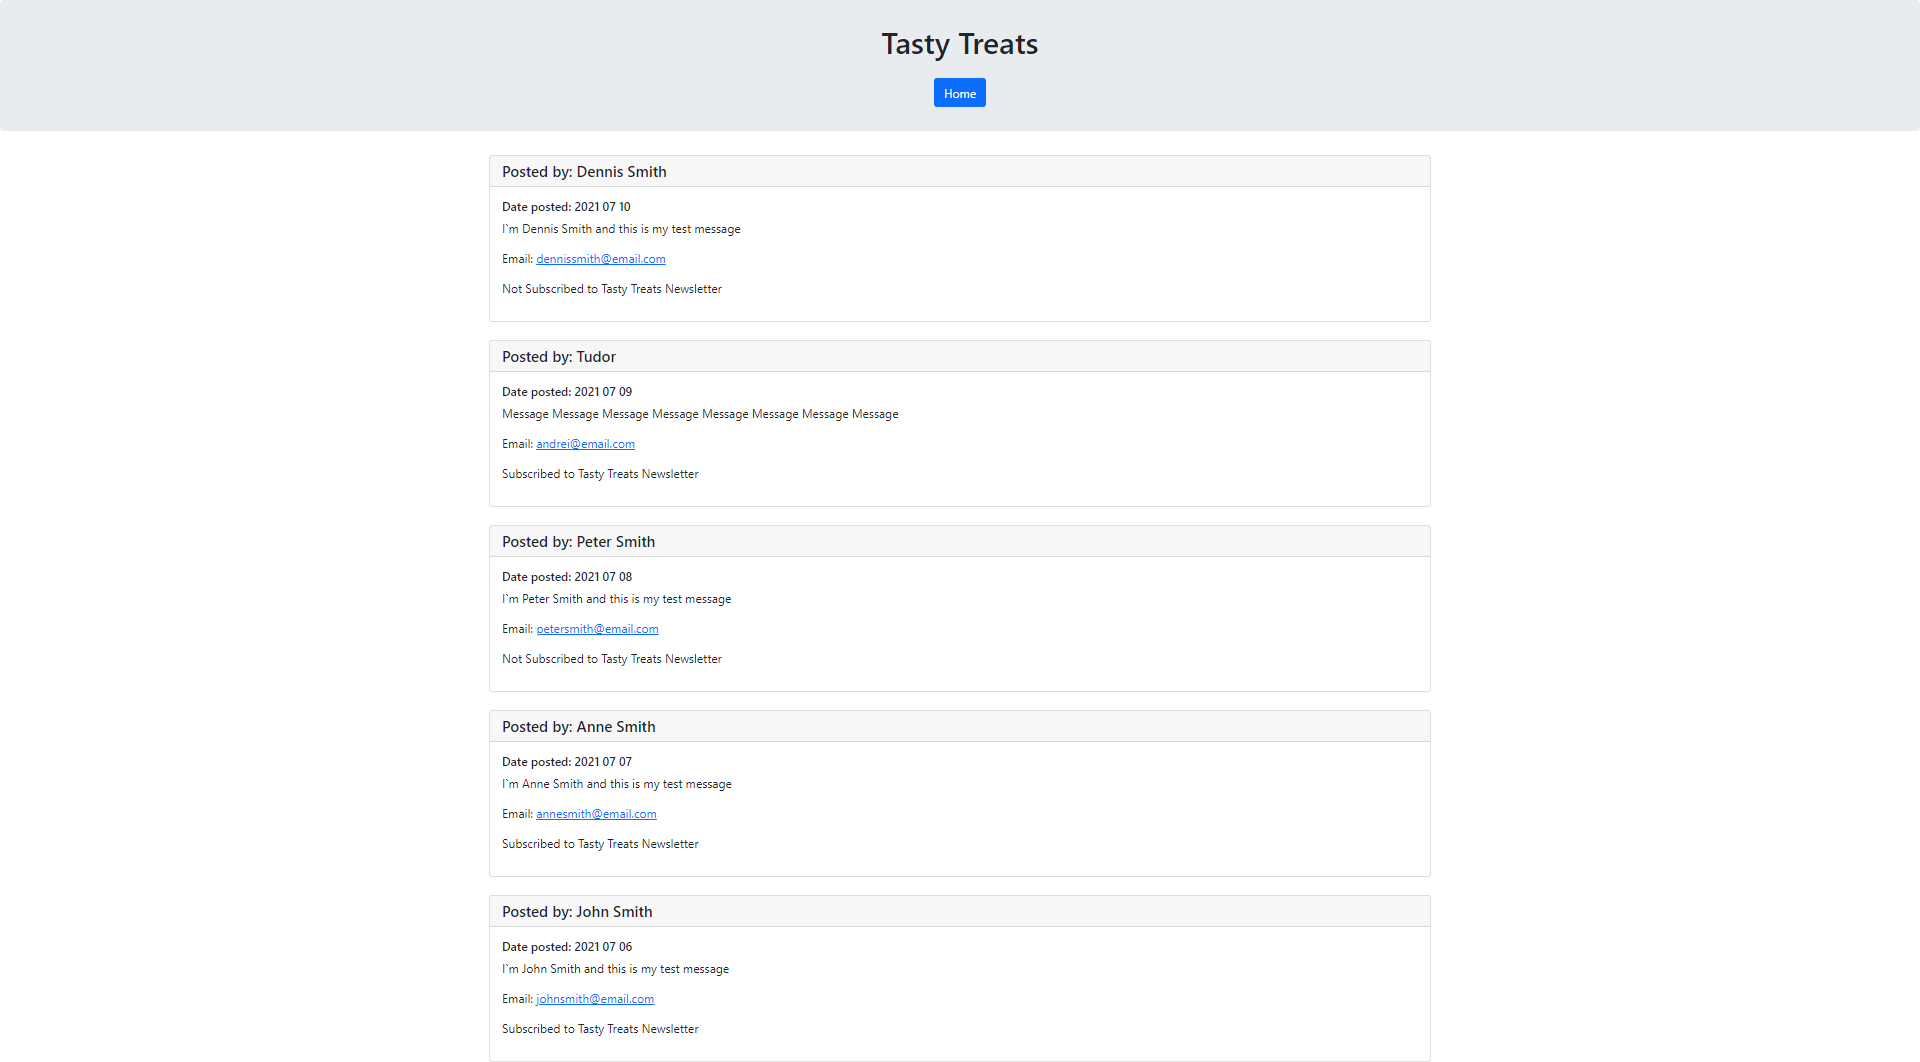 Tasty Treats
Home
Posted by: Dennis Smith
Date posted: 2021 07 10
I`m Dennis Smith and this is my test message
Email: dennissmith@email.com
Not Subscribed to Tasty Treats Newsletter
Posted by: Tudor
Date posted: 2021 07 09
Message Message Message Message Message Message Message Message
Email: andrei@email.com
Subscribed to Tasty Treats Newsletter
Posted by: Peter Smith
Date posted: 2021 07 08
I`m Peter Smith and this is my test message
Email: petersmith@email.com
Not Subscribed to Tasty Treats Newsletter
Posted by: Anne Smith
Date posted: 2021 07 07
I`m Anne Smith and this is my test message
Email: annesmith@email.com
Subscribed to Tasty Treats Newsletter
Posted by: John Smith
Date posted: 2021 07 06
I`m John Smith and this is my test message
Email: johnsmith@email.com
Subscribed to Tasty Treats Newsletter